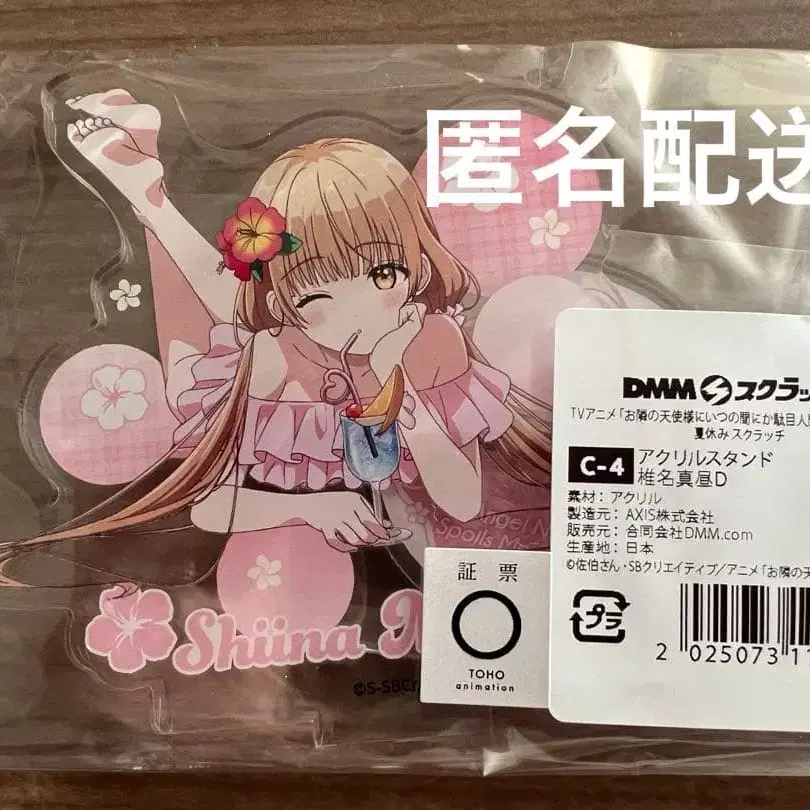 匿名配送
DMM スクラッ
TVアニメ「お隣の天使様にいつの間にか駄目人
夏休みスクラッチ
C-4 アクリルスタンド
椎名真昼D
素材：アクリル
製造元：AXIS株式会社
販売元：合同会社DMM.com
生産地：日本
©佐伯さん・SBクリエイティブ/アニメ「お隣の天
プラ
2 025073 11
証票
TOHO
animation
Angel N
Spoils M
Shiina
©S-SBCr